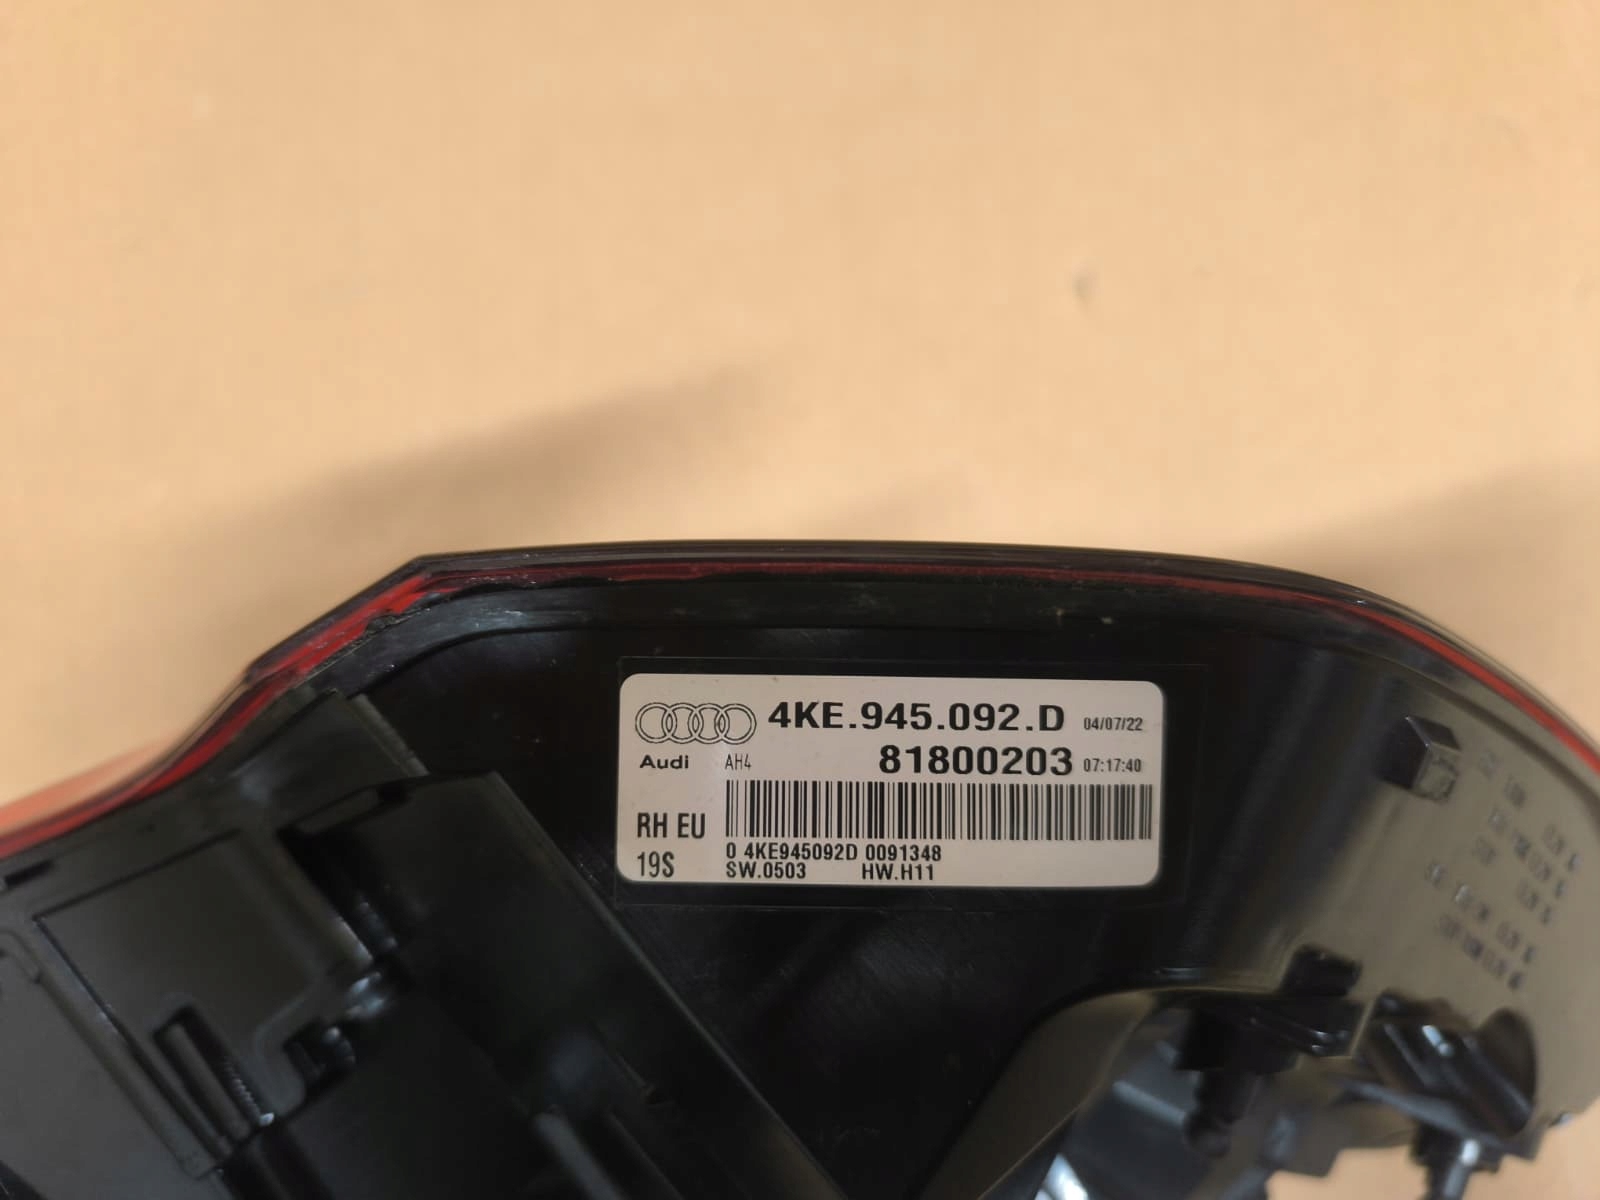 4KE.945.092.D 04/07/22
Audi AH4 81800203 07:17:40
RH EU
19S
0 4KE945092D 0091348
SW.0503 HW.H11